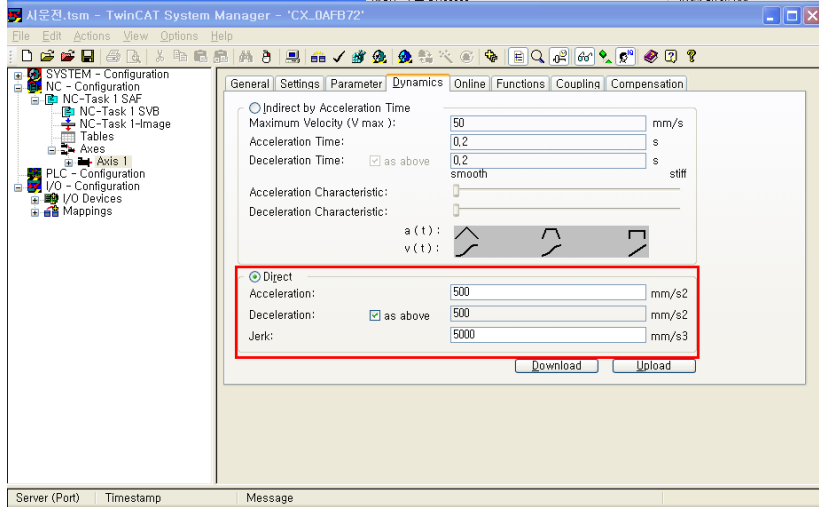 시운전.tsm - TwinCAT System Manager - 'CX_0AFB72'
File Edit Actions View Options Help
SYSTEM - Configuration
NC - Configuration
NC-Task 1 SAF
NC-Task 1 SVB
NC-Task 1-Image
Tables
Axes
Axis 1
PLC - Configuration
I/O - Configuration
I/O Devices
Mappings
General Settings Parameter Dynamics Online Functions Coupling Compensation
Indirect by Acceleration Time
Maximum Velocity (V max ): 50 mm/s
Acceleration Time: 0,2 s
Deceleration Time: as above 0,2 s
smooth stiff
Acceleration Characteristic:
Deceleration Characteristic:
a(t):
v(t):
Direct
Acceleration: 500 mm/s2
Deceleration: as above 500 mm/s2
Jerk: 5000 mm/s3
Download Upload
Server (Port) Timestamp Message